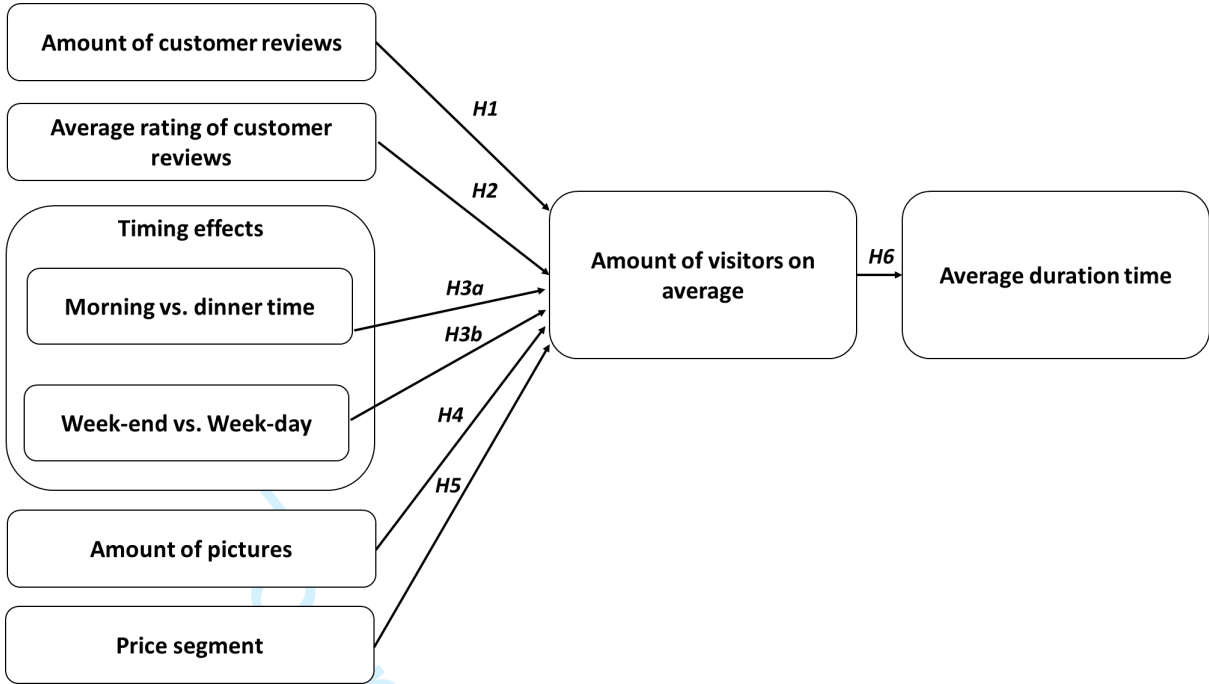 Amount of customer reviews
H1
Average rating of customer
reviews
H2
Timing effects
Morning vs. dinner time
H3a
Week-end vs. Week-day
H3b
Amount of pictures
H4
Price segment
H5
Amount of visitors on
average
H6
Average duration time